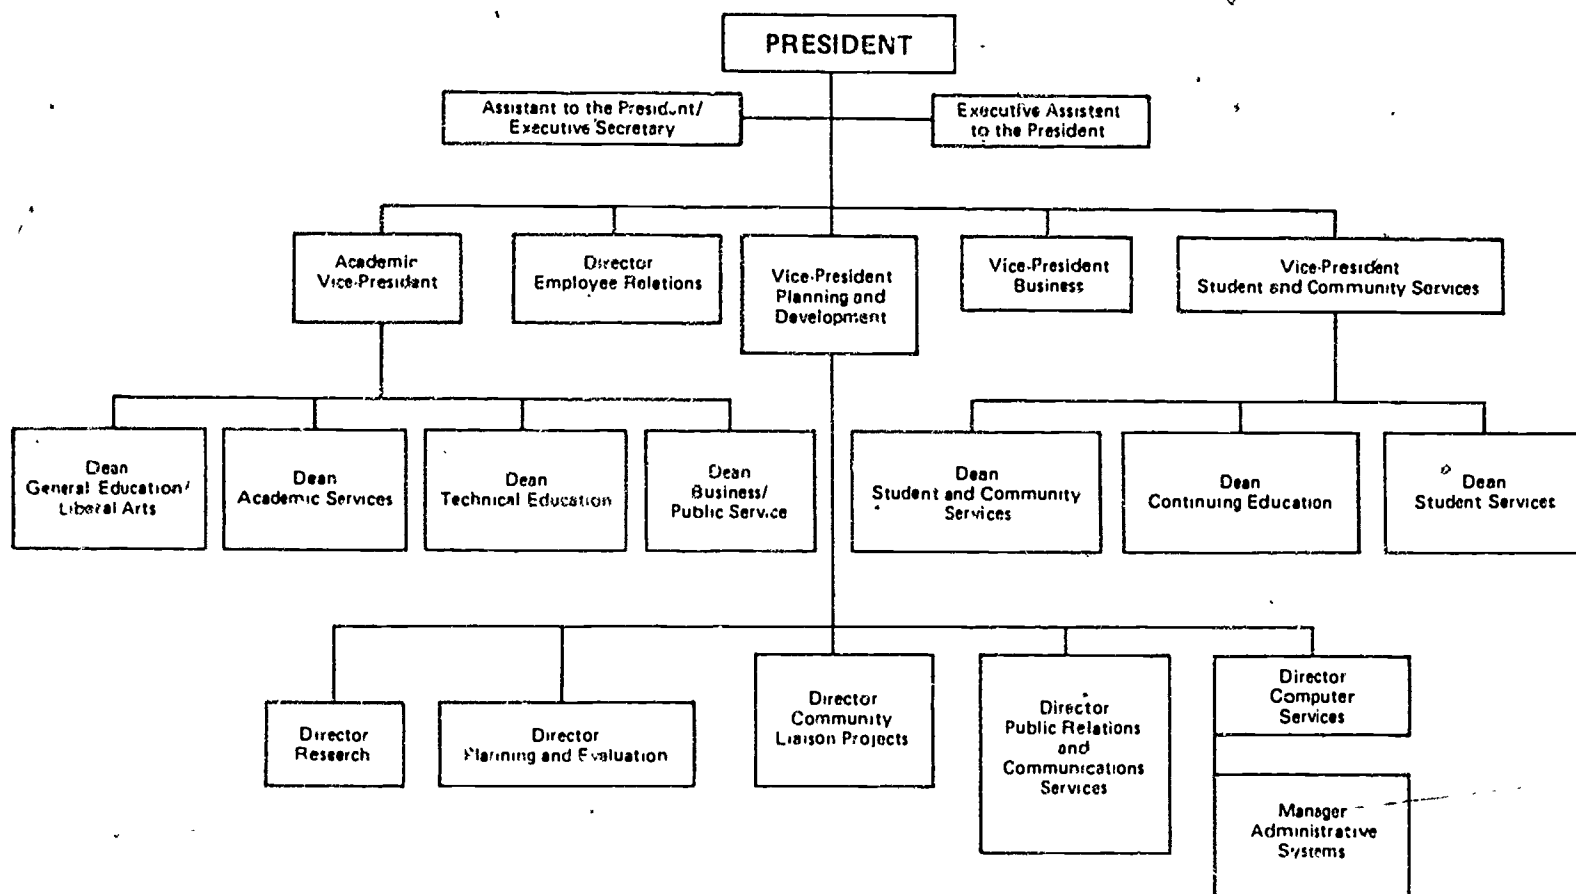 PRESIDENT
Assistant to the President/
Executive Secretary
Executive Assistent
to the President
Academic
Vice-President
Director
Employee Relations
Vice-President
Planning and
Development
Vice-President
Business
Vice-President
Student and Community Services
Dean
General Education/
Liberal Arts
Dean
Academic Services
Dean
Technical Education
Dean
Business/
Public Service
Dean
Student and Community
Services
Dean
Continuing Education
Dean
Student Services
Director
Research
Director
Planning and Evaluation
Director
Community
Liaison Projects
Director
Public Relations
and
Communications
Services
Director
Computer
Services
Manager
Administrative
Systems